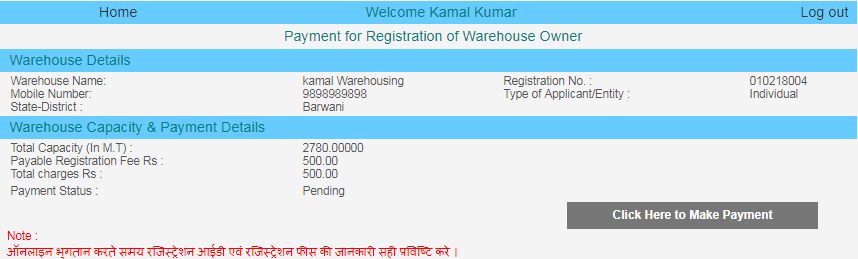 Home Welcome Kamal Kumar Log out
Payment for Registration of Warehouse Owner
Warehouse Details
Warehouse Name: kamal Warehousing Registration No. : 010218004
Mobile Number: 9898989898 Type of Applicant/Entity : Individual
State-District : Barwani
Warehouse Capacity & Payment Details
Total Capacity (In M.T) : 2780.00000
Payable Registration Fee Rs : 500.00
Total charges Rs : 500.00
Payment Status : Pending
Click Here to Make Payment
Note :
ऑनलाइन भुगतान करते समय रजिस्ट्रेशन आईडी एवं रजिस्ट्रेशन फीस की जानकारी सही प्रविष्टि करे ।